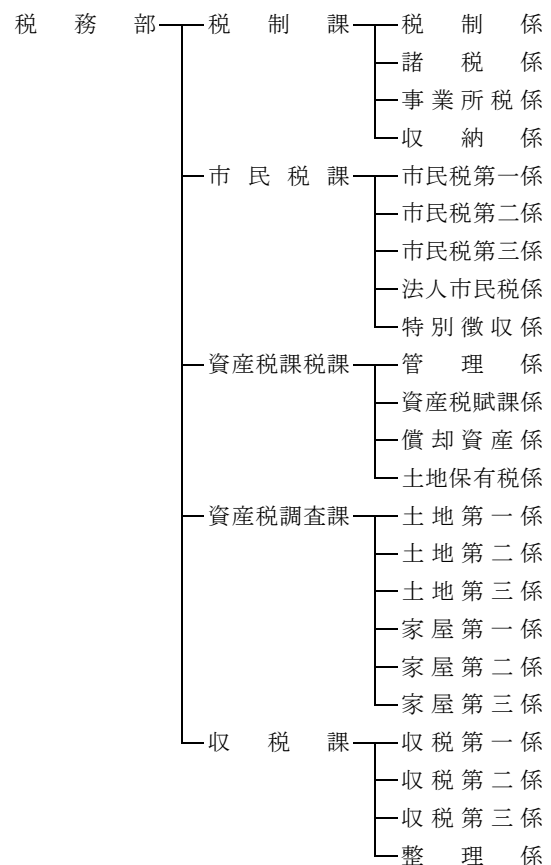 税務部 税制課 税制係
諸税係
事業所税係
収納係
市民税課 市民税第一係
市民税第二係
市民税第三係
法人市民税係
特別徴収係
資産税課税課 管理係
資産税賦課係
償却資産係
土地保有税係
資産税調査課 土地第一係
土地第二係
土地第三係
家屋第一係
家屋第二係
家屋第三係
収税課 収税第一係
収税第二係
収税第三係
整理係